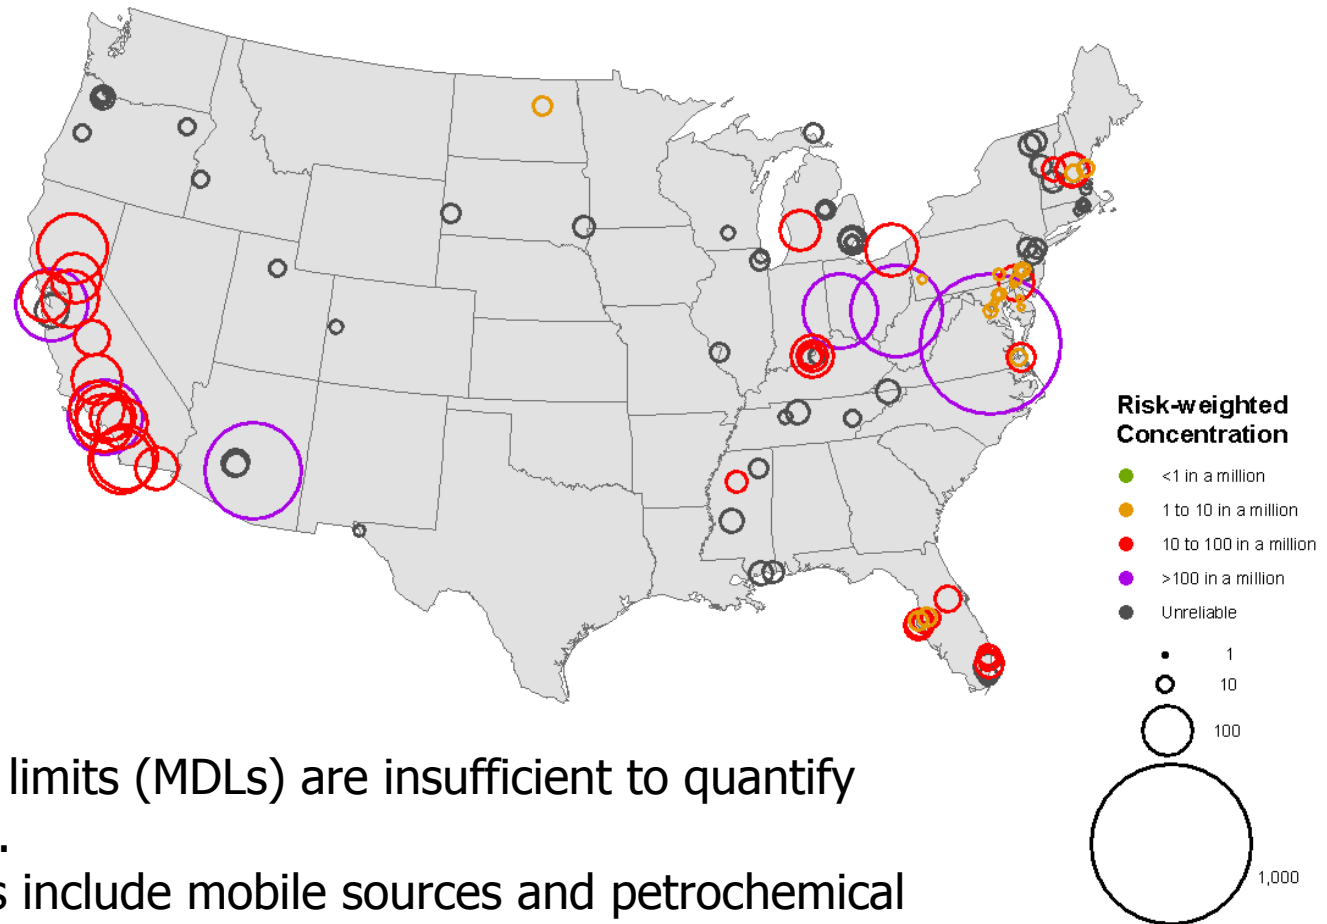 Risk-weighted
Concentration
<1 in a million
1 to 10 in a million
10 to 100 in a million
>100 in a million
Unreliable
1
10
100
1,000
limits (MDLs) are insufficient to quantify
.
s include mobile sources and petrochemical